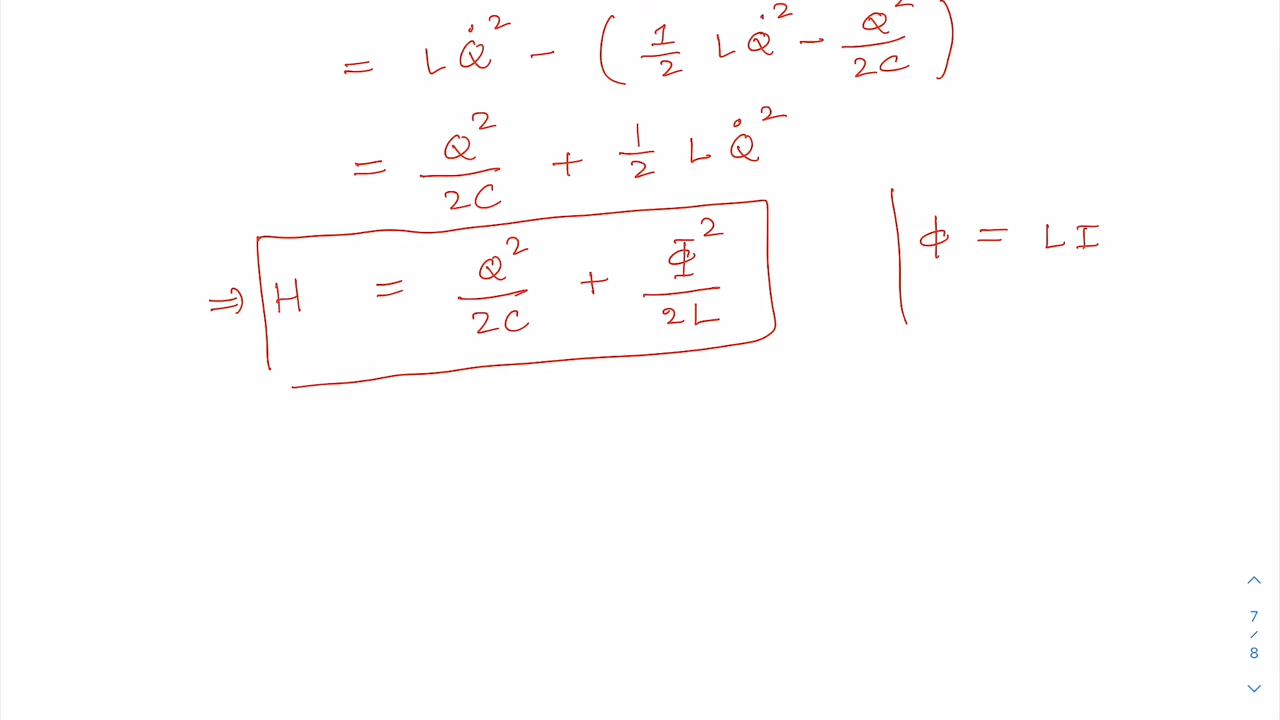 = LQ̇² − (1/2 LQ̇² − Q²/2C)
= Q²/2C + 1/2 L Q̇²
⇒ H = Q²/2C + Φ²/2L
ϕ = LI
7
/
8